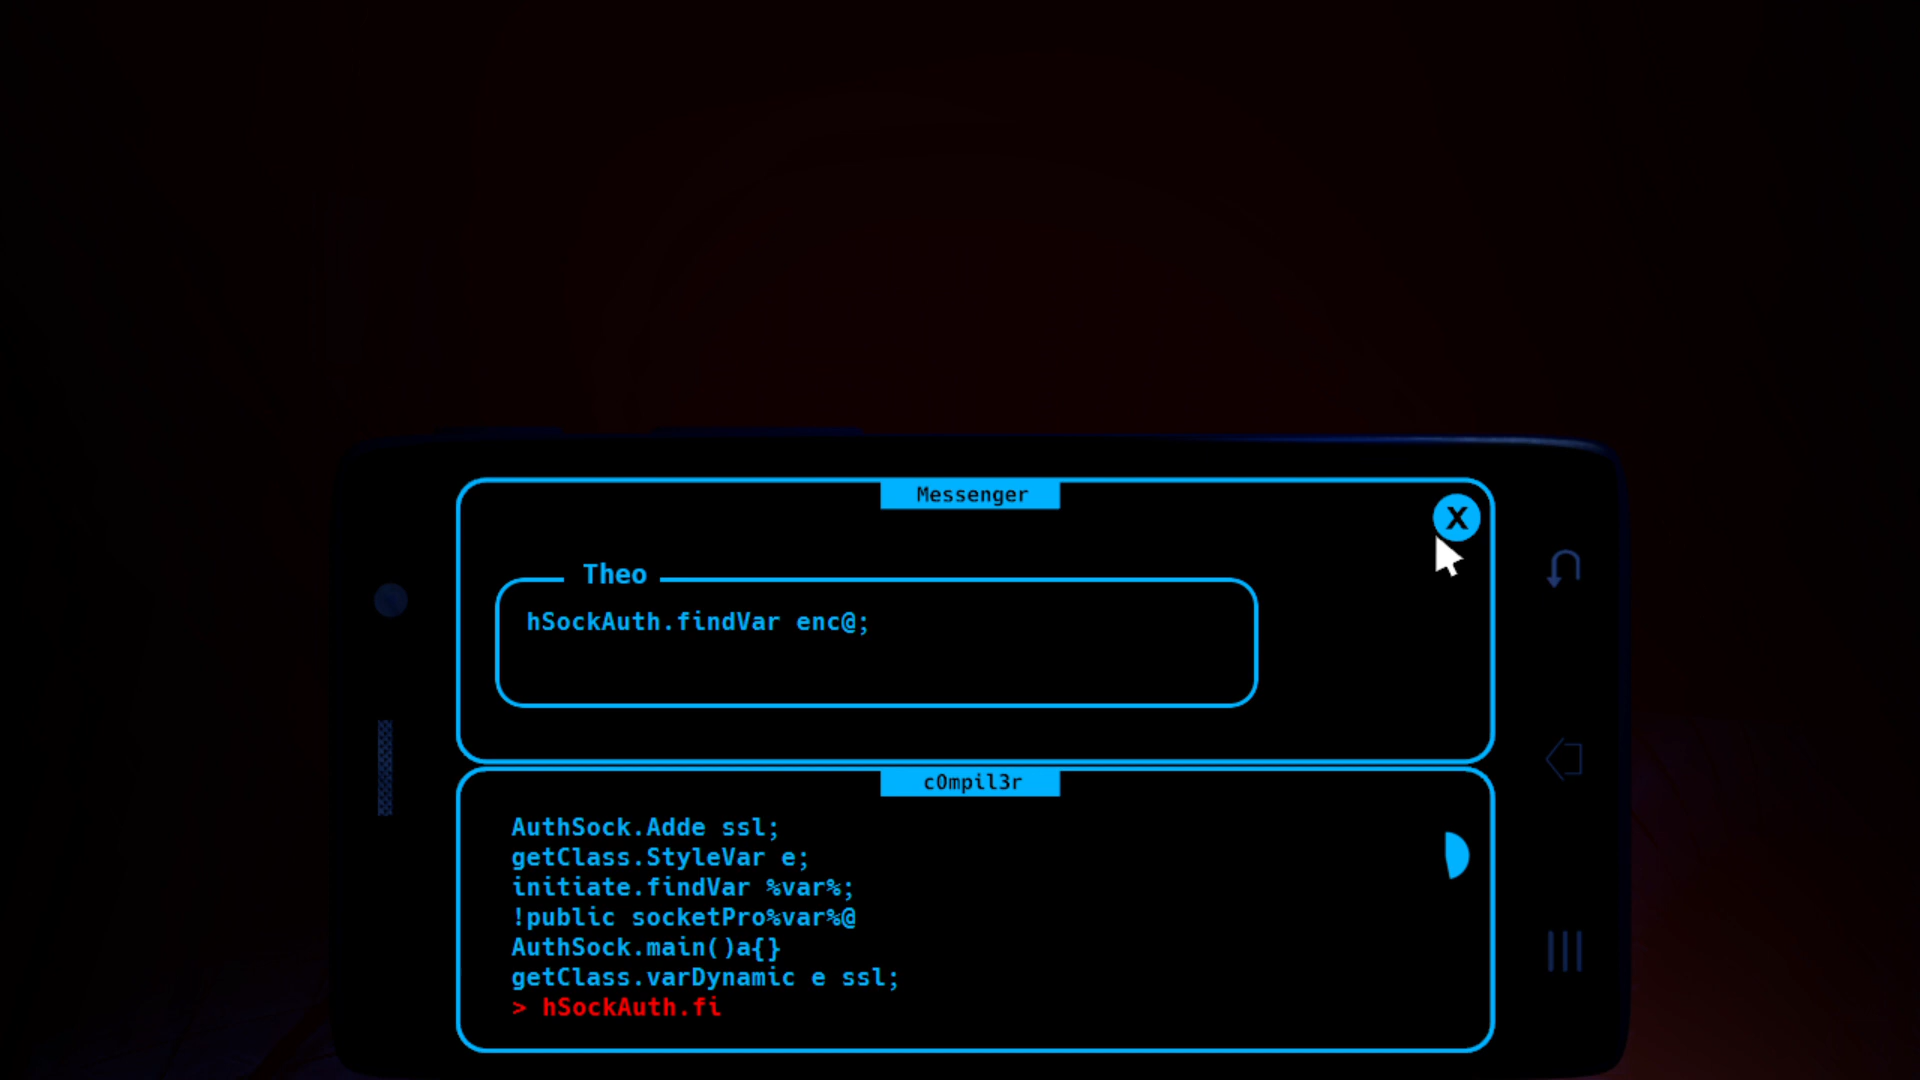 Messenger
X
Theo
hSockAuth.findVar enc@;
c0mpil3r
AuthSock.Adde ssl;
getClass.StyleVar e;
initiate.findVar %var%;
!public socketPro%var%@
AuthSock.main()a{}
getClass.varDynamic e ssl;
> hSockAuth.fi